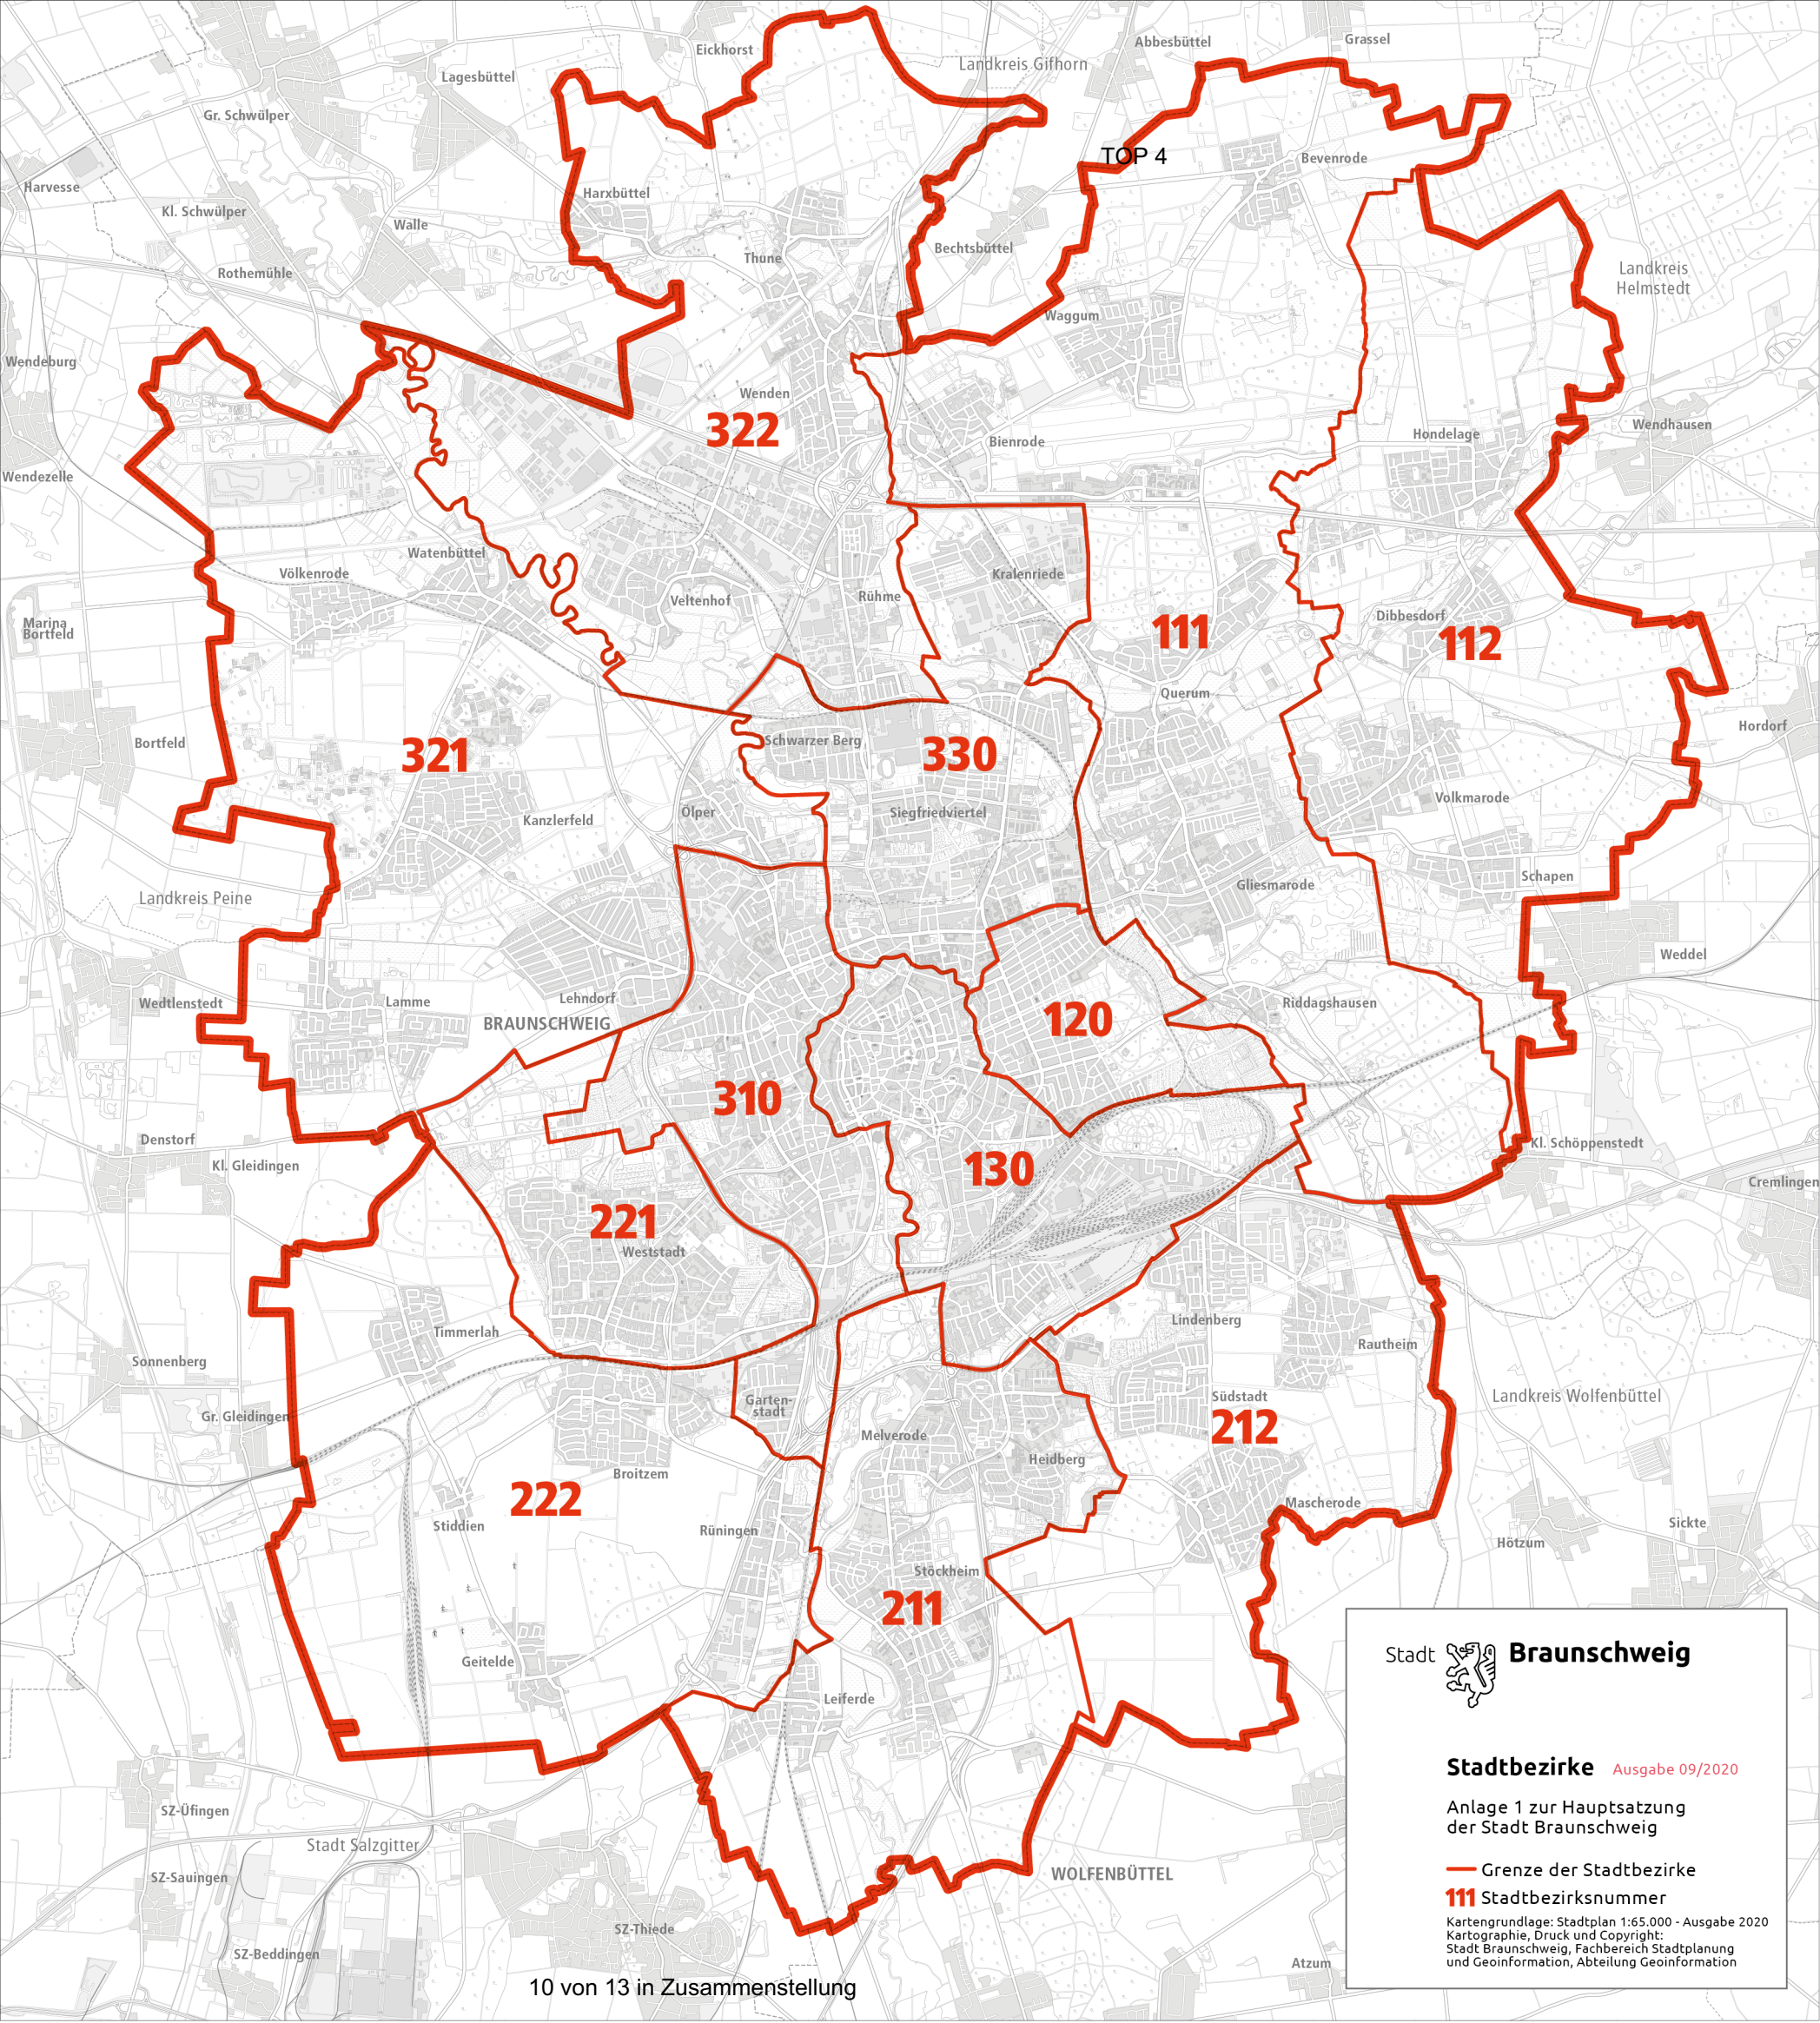 Eickhorst
Abbesbüttel
Grassel
Landkreis Gifhorn
Lagesbüttel
Gr. Schwülper
TOP 4
Bevenrode
Harvesse
Harxbüttel
Kl. Schwülper
Walle
Bechtsbüttel
Thune
Rothemühle
Landkreis
Helmstedt
Waggum
Wendeburg
Wenden
322
Wendhausen
Hondelage
Bienrode
Wendezelle
Watenbüttel
Völkenrode
Kralenriede
Veltenhof
Rühme
Dibbesdorf
Marina
Bortfeld
111
112
Querum
Hordorf
Bortfeld
Schwarzer Berg
321
330
Volkmarode
Ölper
Siegfriedviertel
Kanzlerfeld
Schapen
Gliesmarode
Landkreis Peine
Weddel
Wedtlenstedt
Lamme
Lehndorf
Riddagshausen
BRAUNSCHWEIG
120
310
Denstorf
Kl. Schöppenstedt
Kl. Gleidingen
130
Cremlingen
221
Weststadt
Lindenberg
Timmerlah
Rautheim
Sonnenberg
Südstadt
Landkreis Wolfenbüttel
Garten-
stadt
Gr. Gleidingen
212
Melverode
Heidberg
Broitzem
222
Mascherode
Stiddien
Rüningen
Sickte
Hötzum
Stöckheim
211
Geitelde
Leiferde
Stadt Braunschweig
Stadtbezirke Ausgabe 09/2020
Anlage 1 zur Hauptsatzung
der Stadt Braunschweig
Grenze der Stadtbezirke
111 Stadtbezirksnummer
Kartengrundlage: Stadtplan 1:65.000 - Ausgabe 2020
Kartographie, Druck und Copyright:
Stadt Braunschweig, Fachbereich Stadtplanung
und Geoinformation, Abteilung Geoinformation
SZ-Üfingen
Stadt Salzgitter
SZ-Sauingen
WOLFENBÜTTEL
SZ-Thiede
SZ-Beddingen
Atzum
10 von 13 in Zusammenstellung